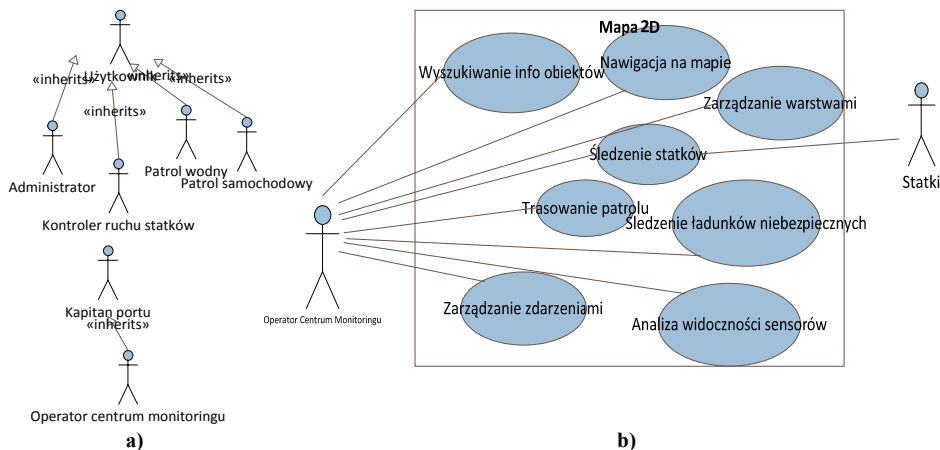 Użytkownik
«inherits»
«inherits»
«inherits»
«inherits»
Administrator
Patrol wodny
Patrol samochodowy
Kontroler ruchu statków
Kapitan portu
«inherits»
Operator centrum monitoringu
a)
Mapa 2D
Wyszukiwanie info obiektów
Nawigacja na mapie
Zarządzanie warstwami
Śledzenie statków
Statki
Trasowanie patrolu
Śledzenie ładunków niebezpiecznych
Operator Centrum Monitoringu
Zarządzanie zdarzeniami
Analiza widoczności sensorów
b)